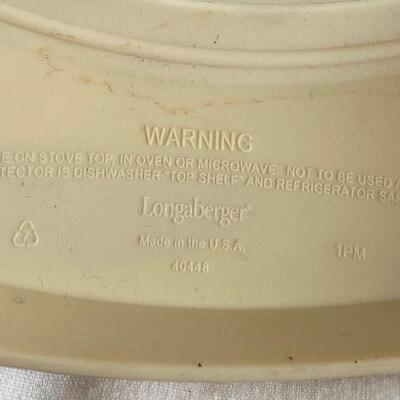 WARNING
E ON STOVE TOP, IN OVEN OR MICROWAVE. NOT TO BE USED
TECTOR IS DISHWASHER "TOP SHELF" AND REFRIGERATOR SAF
Longaberger®
Made in the U.S.A.
1PM
40448